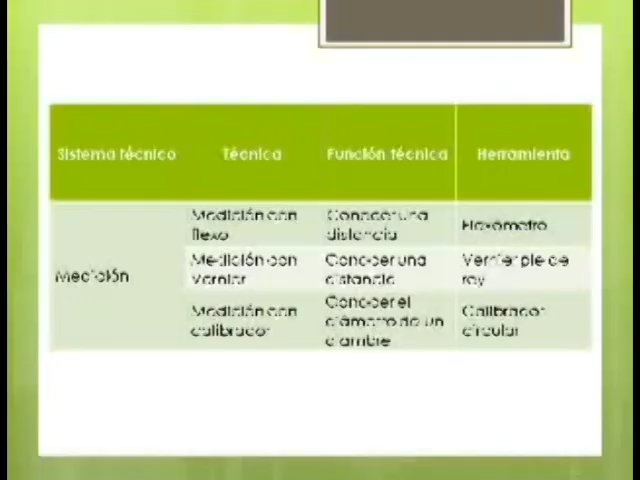 Sistema técnico Técnica Función técnica Herramienta
Medición
Medición con
flexo
Conocer una
distancia
Flexómetro
Medición con
vernier
Conocer una
distancia
Vernier pie de
rey
Medición con
calibrador
Conocer el
diámetro de un
alambre
Calibrador
circular